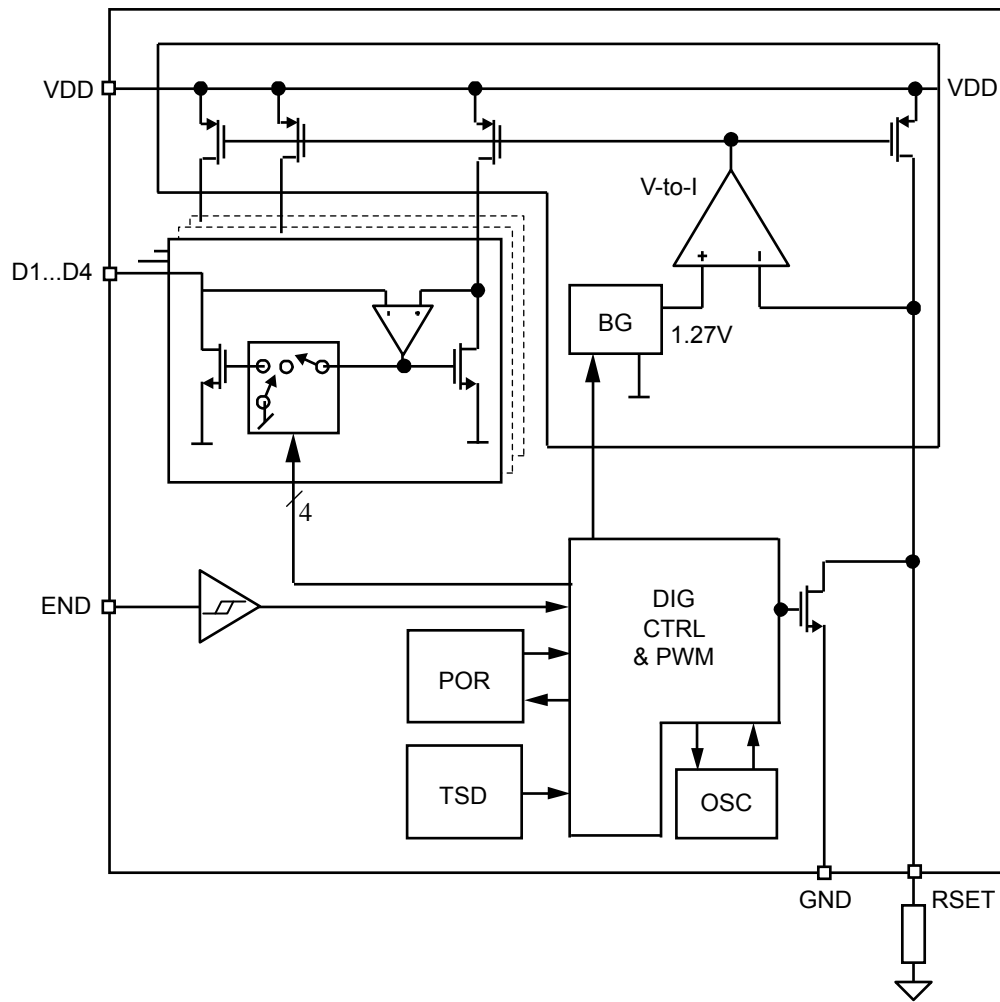 VDD
VDD
V-to-I
D1...D4
+
BG
1.27V
4
END
DIG
CTRL
& PWM
POR
TSD
OSC
GND
RSET